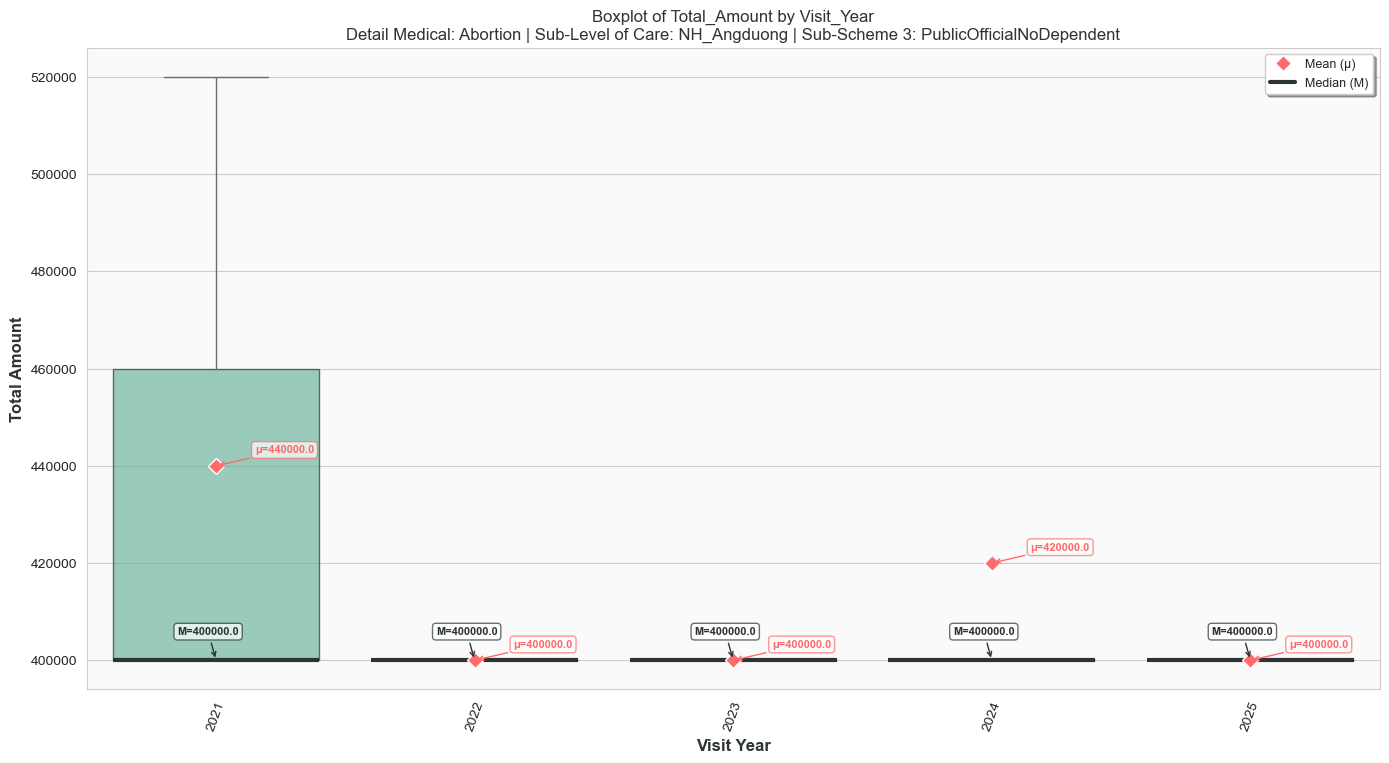 Boxplot of Total_Amount by Visit_Year
Detail Medical: Abortion | Sub-Level of Care: NH_Angduong | Sub-Scheme 3: PublicOfficialNoDependent
Mean (μ)
Median (M)
Total Amount
520000
500000
480000
460000
440000
420000
400000
μ=440000.0
M=400000.0
M=400000.0
μ=400000.0
M=400000.0
μ=400000.0
μ=420000.0
M=400000.0
M=400000.0
μ=400000.0
2021
2022
2023
2024
2025
Visit Year